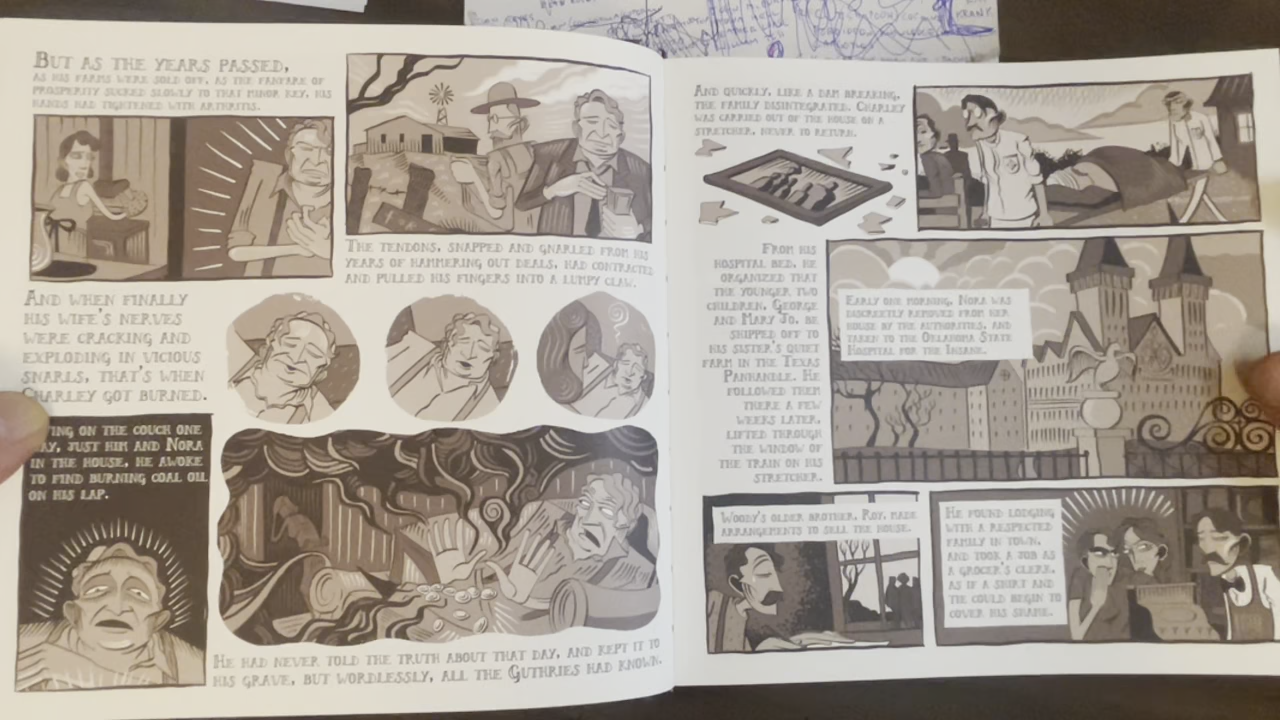 BUT AS THE YEARS PASSED,
AS HIS FARMS WERE SOLD OFF, AS THE FANFARE OF
PROSPERITY SUCKED SLOWLY TO THAT MINOR KEY, HIS
HANDS HAD TIGHTENED WITH ARTHRITIS.
THE TENDONS, SNAPPED AND GNARLED FROM HIS
YEARS OF HAMMERING OUT DEALS, HAD CONTRACTED
AND PULLED HIS FINGERS INTO A LUMPY CLAW.
AND WHEN FINALLY
HIS WIFE'S NERVES
WERE CRACKING AND
EXPLODING IN VICIOUS
SNARLS, THAT'S WHEN
CHARLEY GOT BURNED.
ING ON THE COUCH ONE
AY, JUST HIM AND NORA
IN THE HOUSE, HE AWOKE
TO FIND BURNING COAL OIL
ON HIS LAP.
HE HAD NEVER TOLD THE TRUTH ABOUT THAT DAY, AND KEPT IT TO
HIS GRAVE, BUT WORDLESSLY, ALL THE GUTHRIES HAD KNOWN.
AND QUICKLY, LIKE A DAM BREAKING,
THE FAMILY DISINTEGRATED. CHARLEY
WAS CARRIED OUT OF THE HOUSE ON A
STRETCHER, NEVER TO RETURN.
FROM HIS
HOSPITAL BED, HE
ORGANIZED THAT
THE YOUNGER TWO
CHILDREN, GEORGE
AND MARY JO, BE
SHIPPED OFF TO
HIS SISTER'S QUIET
FARM IN THE TEXAS
PANHANDLE. HE
FOLLOWED THEM
THERE A FEW
WEEKS LATER,
LIFTED THROUGH
THE WINDOW OF
THE TRAIN ON HIS
STRETCHER.
EARLY ONE MORNING, NORA WAS
DISCREETLY REMOVED FROM HER
HOUSE BY THE AUTHORITIES, AND
TAKEN TO THE OKLAHOMA STATE
HOSPITAL FOR THE INSANE.
WOODY'S OLDER BROTHER, ROY, MADE
ARRANGEMENTS TO SELL THE HOUSE.
HE FOUND LODGING
WITH A RESPECTED
FAMILY IN TOWN,
AND TOOK A JOB AS
A GROCER'S CLERK,
AS IF A SHIRT AND
TIE COULD BEGIN TO
COVER HIS SHAME.